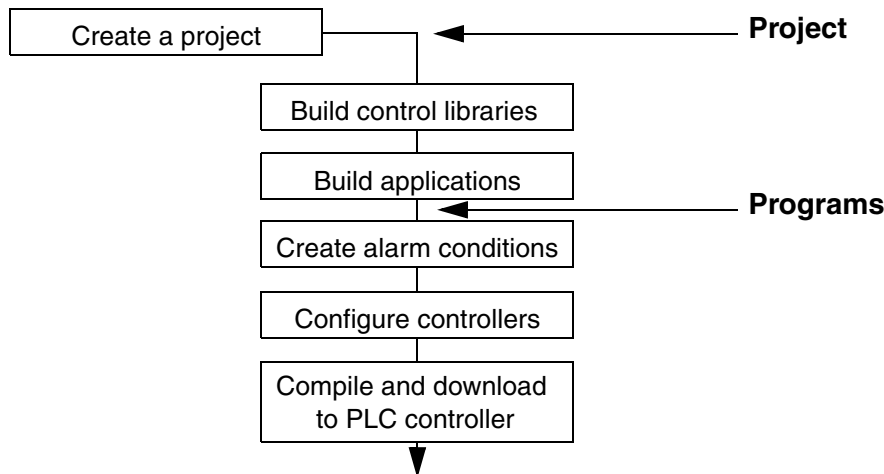 Create a project
Project
Build control libraries
Build applications
Programs
Create alarm conditions
Configure controllers
Compile and download
to PLC controller